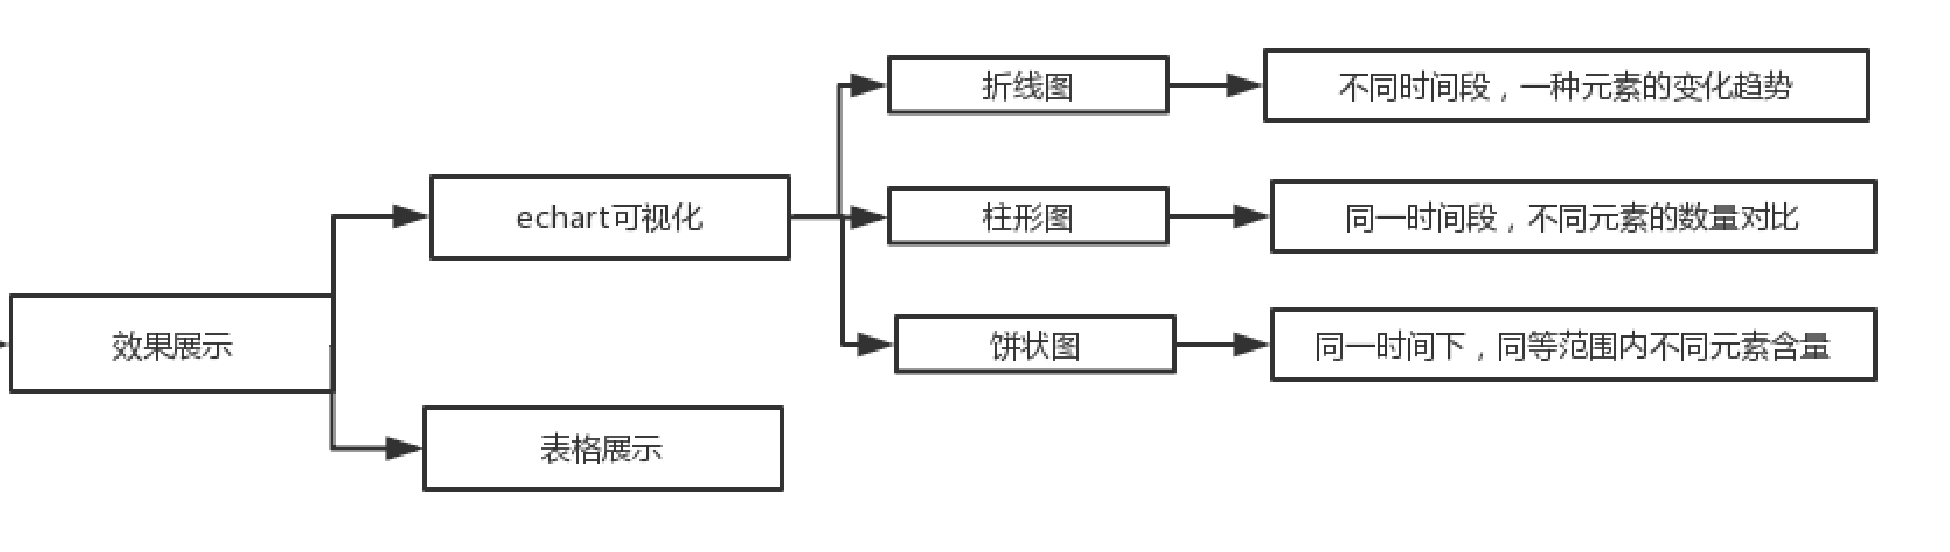 折线图
不同时间段，一种元素的变化趋势
echart可视化
柱形图
同一时间段，不同元素的数量对比
效果展示
饼状图
同一时间下，同等范围内不同元素含量
表格展示